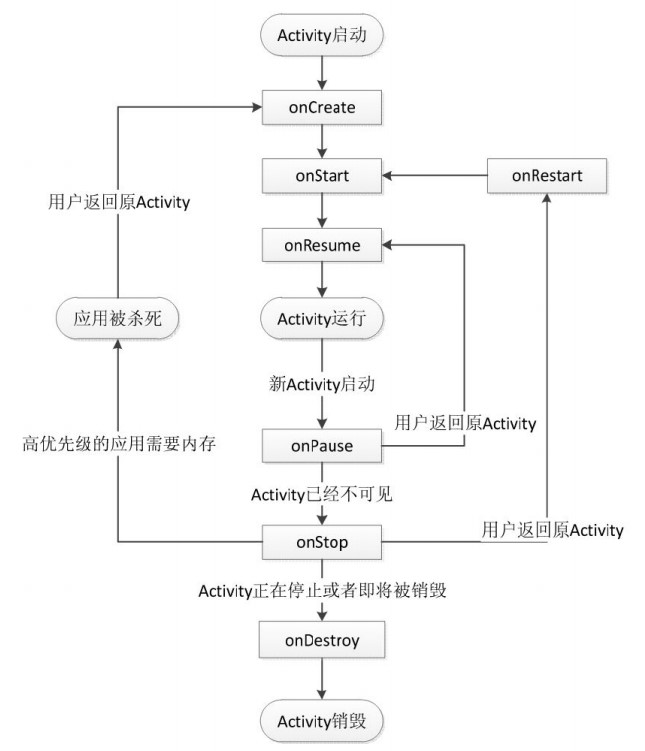 Activity启动
onCreate
onStart
onRestart
用户返回原Activity
onResume
应用被杀死
Activity运行
新Activity启动
用户返回原Activity
高优先级的应用需要内存
onPause
Activity已经不可见
用户返回原Activity
onStop
Activity正在停止或者即将被销毁
onDestroy
Activity销毁